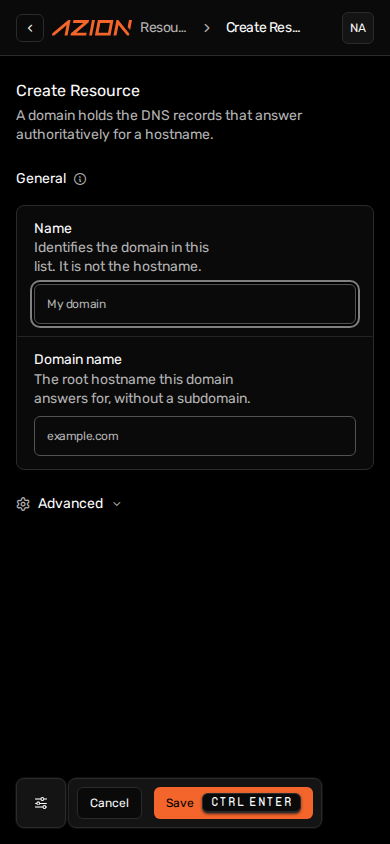 AZION Resou... Create Res... NA
Create Resource
A domain holds the DNS records that answer
authoritatively for a hostname.
General
Name
Identifies the domain in this
list. It is not the hostname.
My domain
Domain name
The root hostname this domain
answers for, without a subdomain.
example.com
Advanced
Cancel Save CTRL ENTER